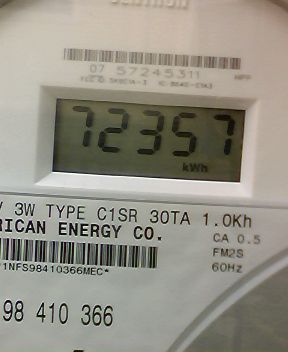 07 57245311
72357
kWh
V 3W TYPE C1SR 30TA 1.0Kh
RICAN ENERGY CO.
CA 0.5
FM2S
60Hz
1NFS98410366MEC*
98 410 366